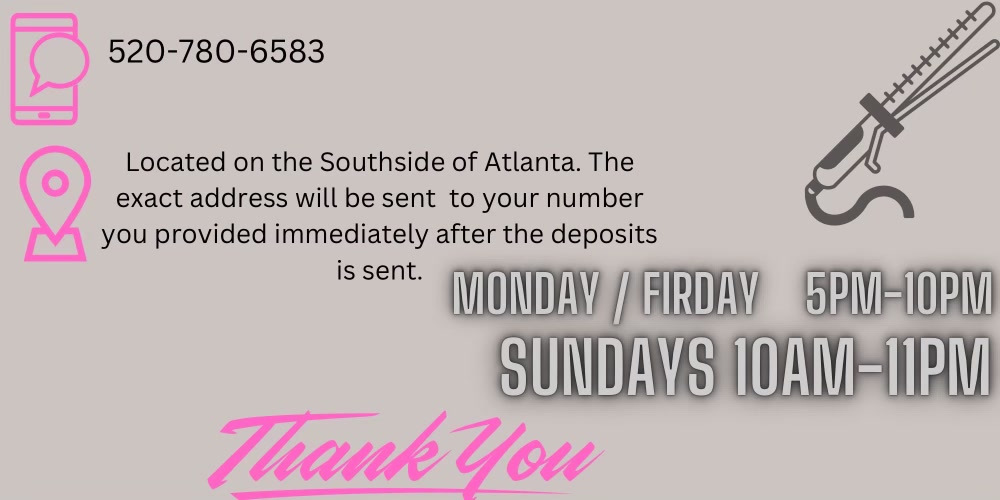 520-780-6583
Located on the Southside of Atlanta. The
exact address will be sent  to your number
you provided immediately after the deposits
is sent.
MONDAY / FIRDAY 5PM-10PM
SUNDAYS 10AM-11PM
Thank You